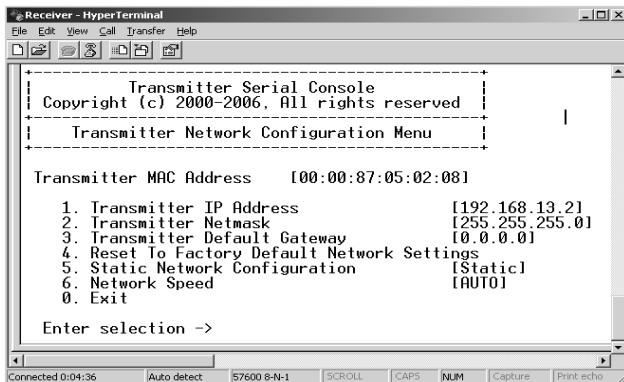 Receiver - HyperTerminal
File Edit View Call Transfer Help
Transmitter Serial Console
Copyright (c) 2000-2006, All rights reserved
Transmitter Network Configuration Menu
Transmitter MAC Address [00:00:87:05:02:08]
1. Transmitter IP Address [192.168.13.2]
2. Transmitter Netmask [255.255.255.0]
3. Transmitter Default Gateway [0.0.0.0]
4. Reset To Factory Default Network Settings
5. Static Network Configuration [Static]
6. Network Speed [AUTO]
0. Exit
Enter selection ->
Connected 0:04:36 Auto detect 57600 8-N-1 SCROLL CAPS NUM Capture Print echo